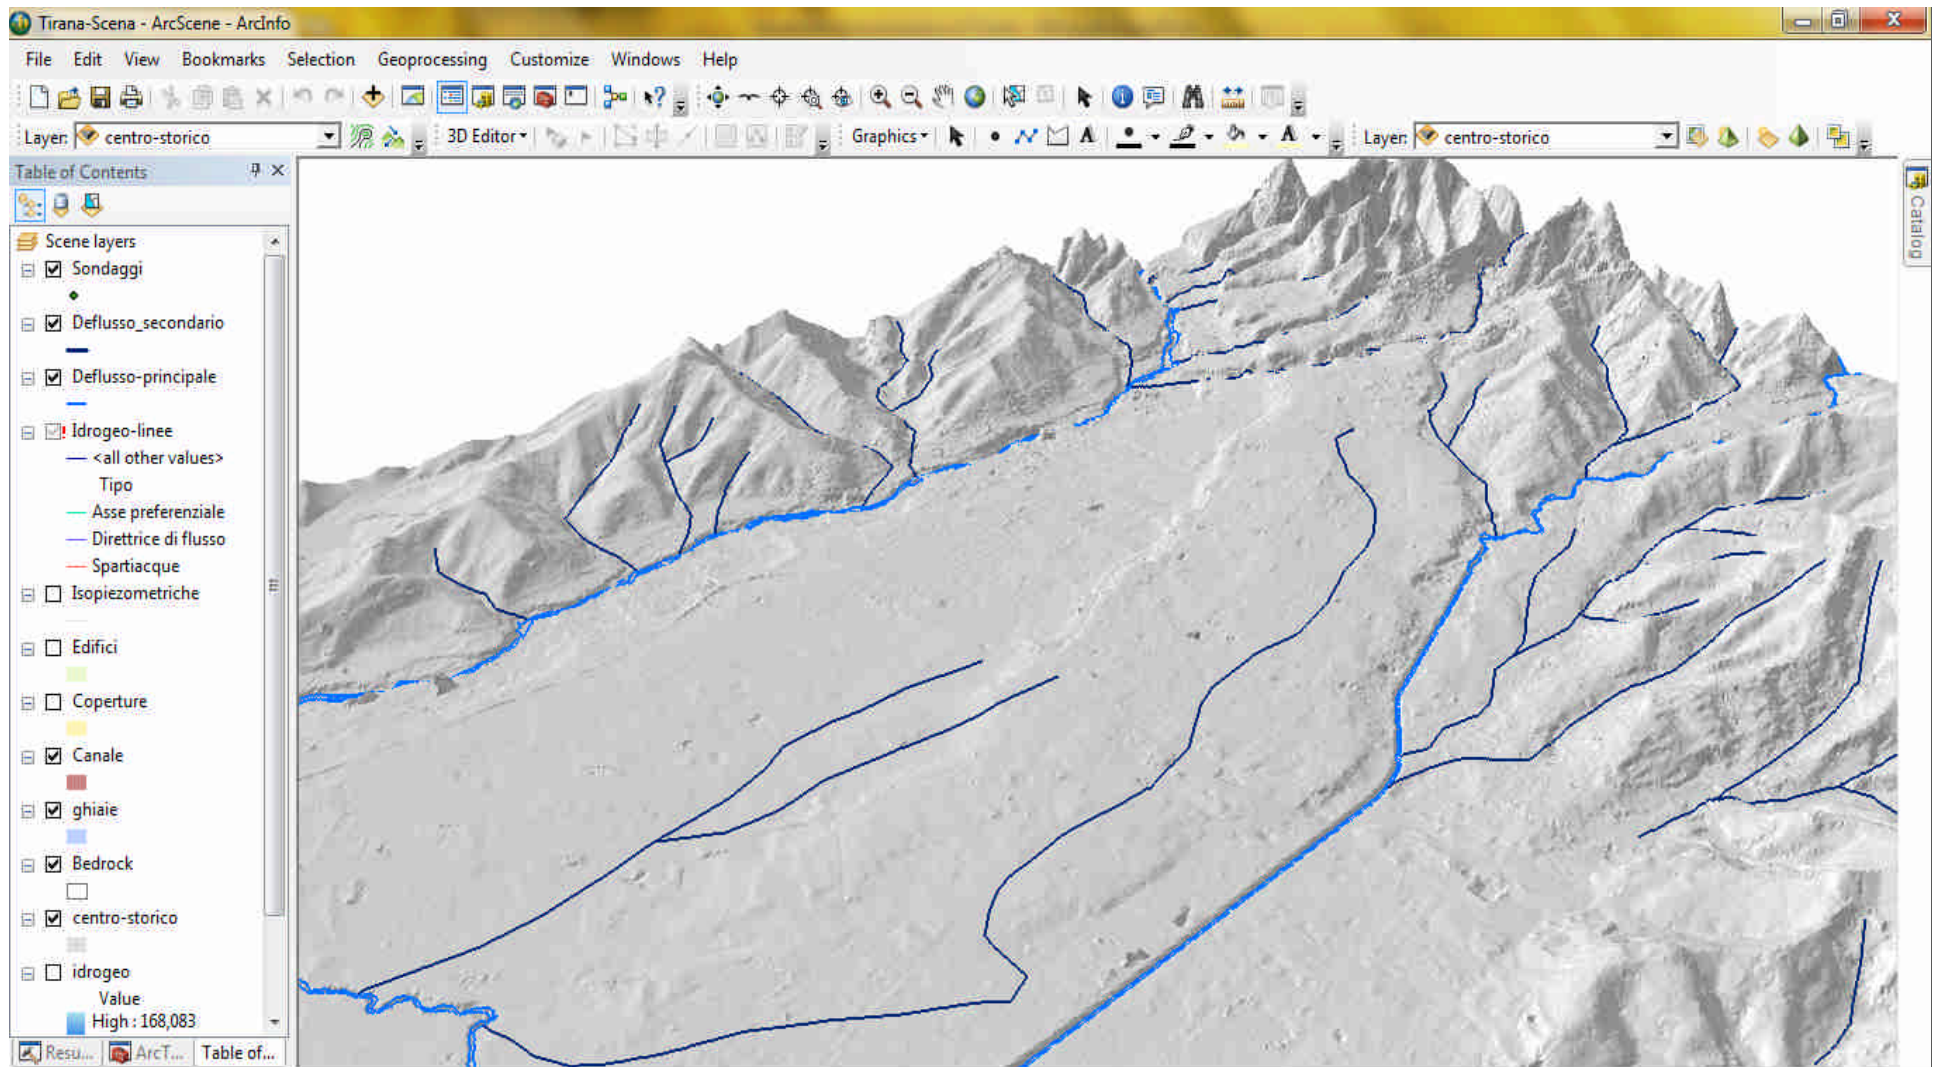 Tirana-Scena - ArcScene - ArcInfo
File Edit View Bookmarks Selection Geoprocessing Customize Windows Help
Layer: centro-storico 3D Editor Graphics A A Layer: centro-storico
Table of Contents
Scene layers
Sondaggi
Deflusso_secondario
Deflusso-principale
Idrogeo-linee
<all other values>
Tipo
Asse preferenziale
Direttrice di flusso
Spartiacque
Isopiezometriche
Edifici
Coperture
Canale
ghiaie
Bedrock
centro-storico
idrogeo
Value
High : 168,083
Resu... ArcT... Table of...
Catalog